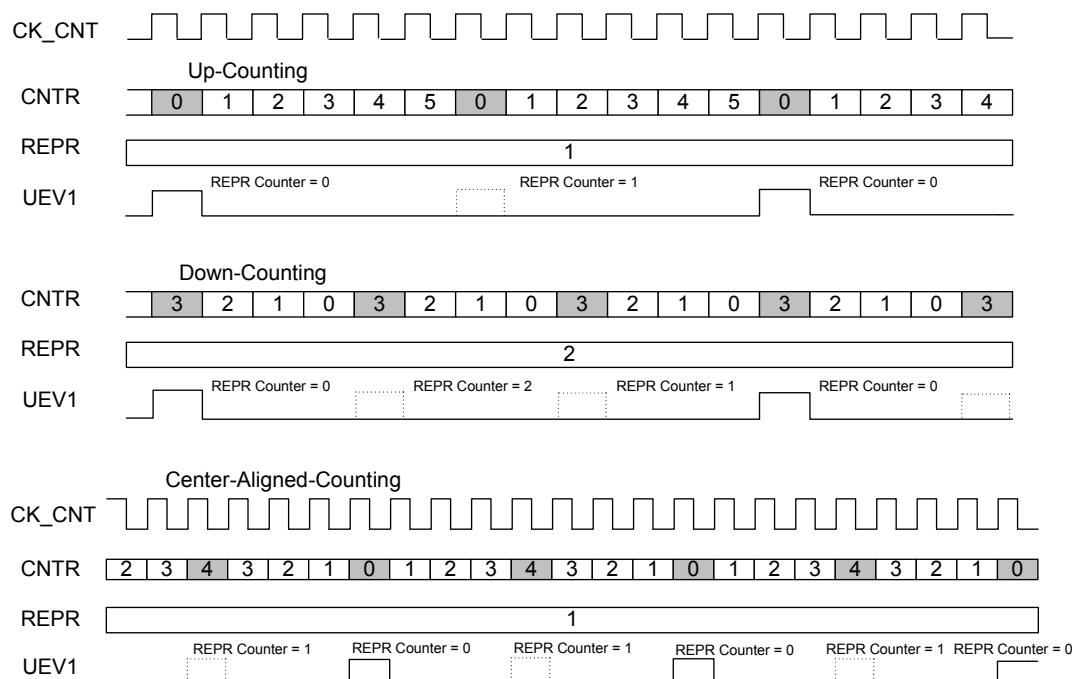 CK_CNT
Up-Counting
CNTR 0 1 2 3 4 5 0 1 2 3 4 5 0 1 2 3 4
REPR 1
UEV1 REPR Counter = 0 REPR Counter = 1 REPR Counter = 0
Down-Counting
CNTR 3 2 1 0 3 2 1 0 3 2 1 0 3 2 1 0 3
REPR 2
UEV1 REPR Counter = 0 REPR Counter = 2 REPR Counter = 1 REPR Counter = 0
Center-Aligned-Counting
CK_CNT
CNTR 2 3 4 3 2 1 0 1 2 3 4 3 2 1 0 1 2 3 4 3 2 1 0
REPR 1
UEV1 REPR Counter = 1 REPR Counter = 0 REPR Counter = 1 REPR Counter = 0 REPR Counter = 1 REPR Counter = 0